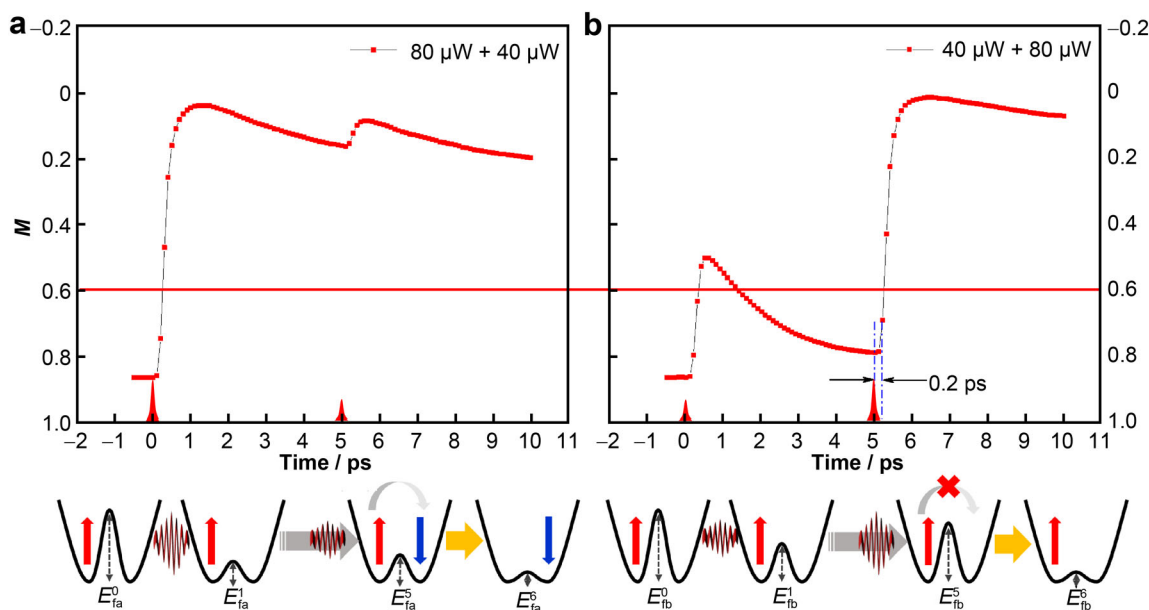 a
b
80 μW + 40 μW
40 μW + 80 μW
−0.2
0
0.2
0.4
0.6
0.8
1.0
M
−0.2
0
0.2
0.4
0.6
0.8
1.0
0.2 ps
−2 −1 0 1 2 3 4 5 6 7 8 9 10 11
−2 −1 0 1 2 3 4 5 6 7 8 9 10 11
Time / ps
Time / ps
E⁰fa E¹fa E⁵fa E⁶fa
E⁰fb E¹fb E⁵fb E⁶fb